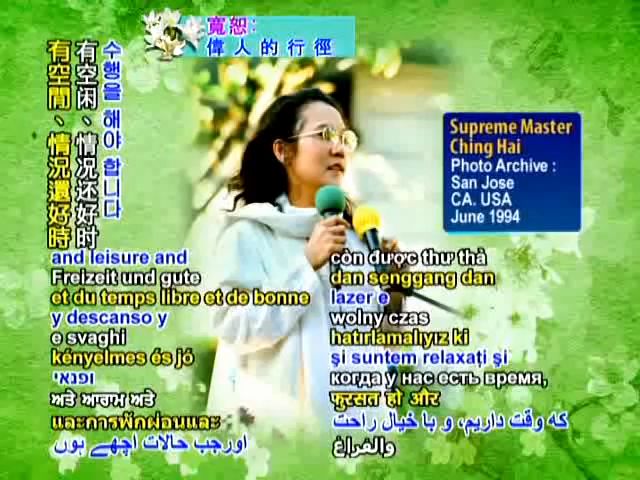 寬恕:
偉人的行徑
有空閒、情況還好時
有空闲、情况还好时
수행을 해야 합니다
Supreme Master
Ching Hai
Photo Archive :
San Jose
CA. USA
June 1994
and leisure and
Freizeit und gute
et du temps libre et de bonne
y descanso y
e svaghi
kényelmes és jó
ופנאי
ਅਤੇ ਆਰਾਮ ਅਤੇ
และการพักผ่อนและ
اور جب حالات اچھے ہوں
còn được thư thả
dan senggang dan
lazer e
wolny czas
hatırlamalıyız ki
şi suntem relaxaţi şi
когда у нас есть время,
फुरसत हो और
که وقت داریم، و با خیال راحت
والفراغ